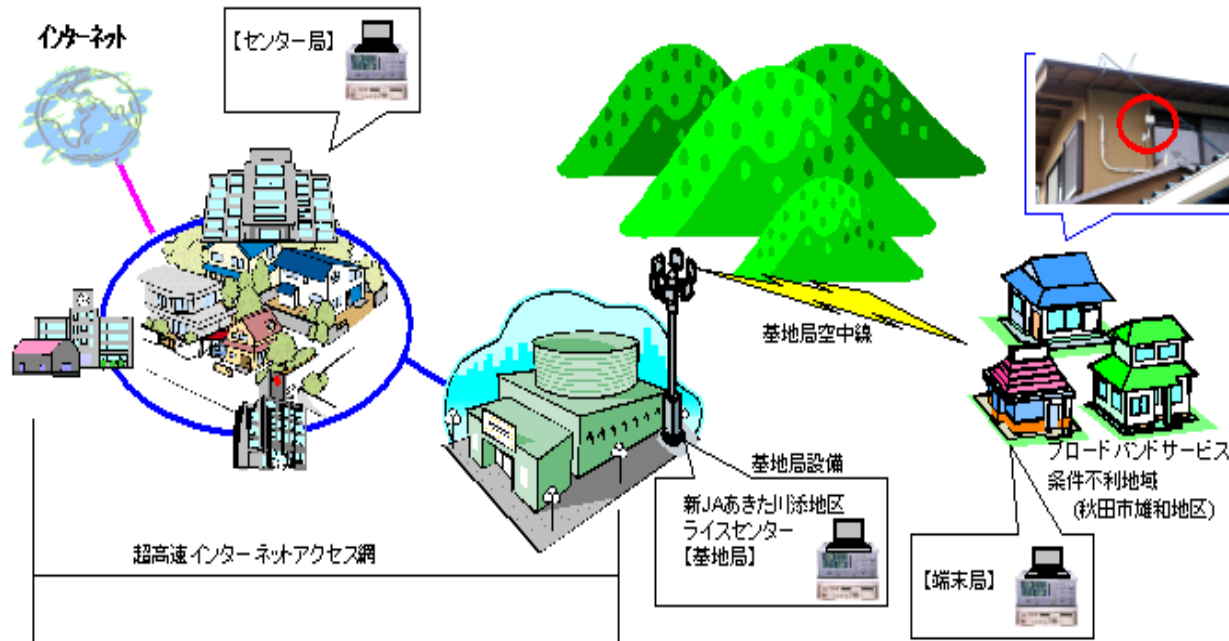 インターネット
【センター局】
基地局空中線
基地局設備
新JAあきた川添地区
ライスセンター
【基地局】
ブロードバンドサービス
条件不利地域
(秋田市雄和地区)
【端末局】
超高速インターネットアクセス網